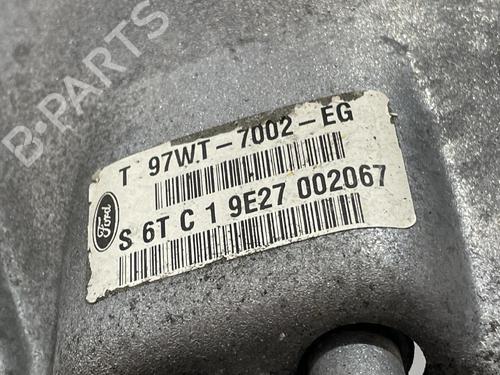 B-PARTS
T 97WT-7002-EG
Ford
S 6T C 1 9E27 002067